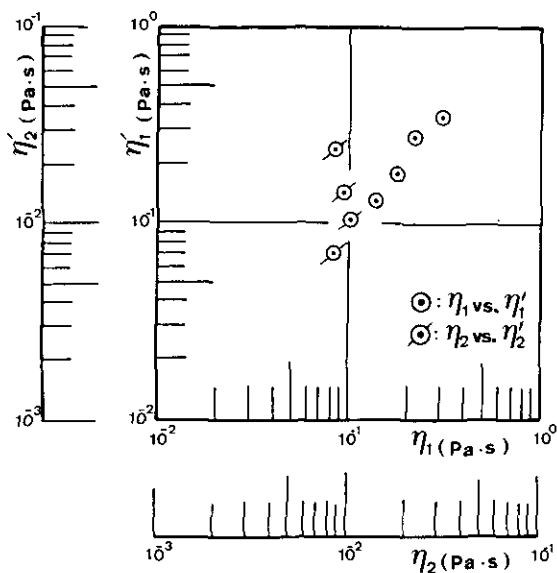 10⁻¹
η′₂ (Pa·s)
10⁻²
10⁻³
10⁰
η′₁ (Pa·s)
10⁻¹
10⁻²
⊙: η₁ vs. η′₁
: η₂ vs. η′₂
10⁻² 10⁻¹ 10⁰
η₁ (Pa·s)
10⁻³ 10⁻² 10⁻¹
η₂ (Pa·s)